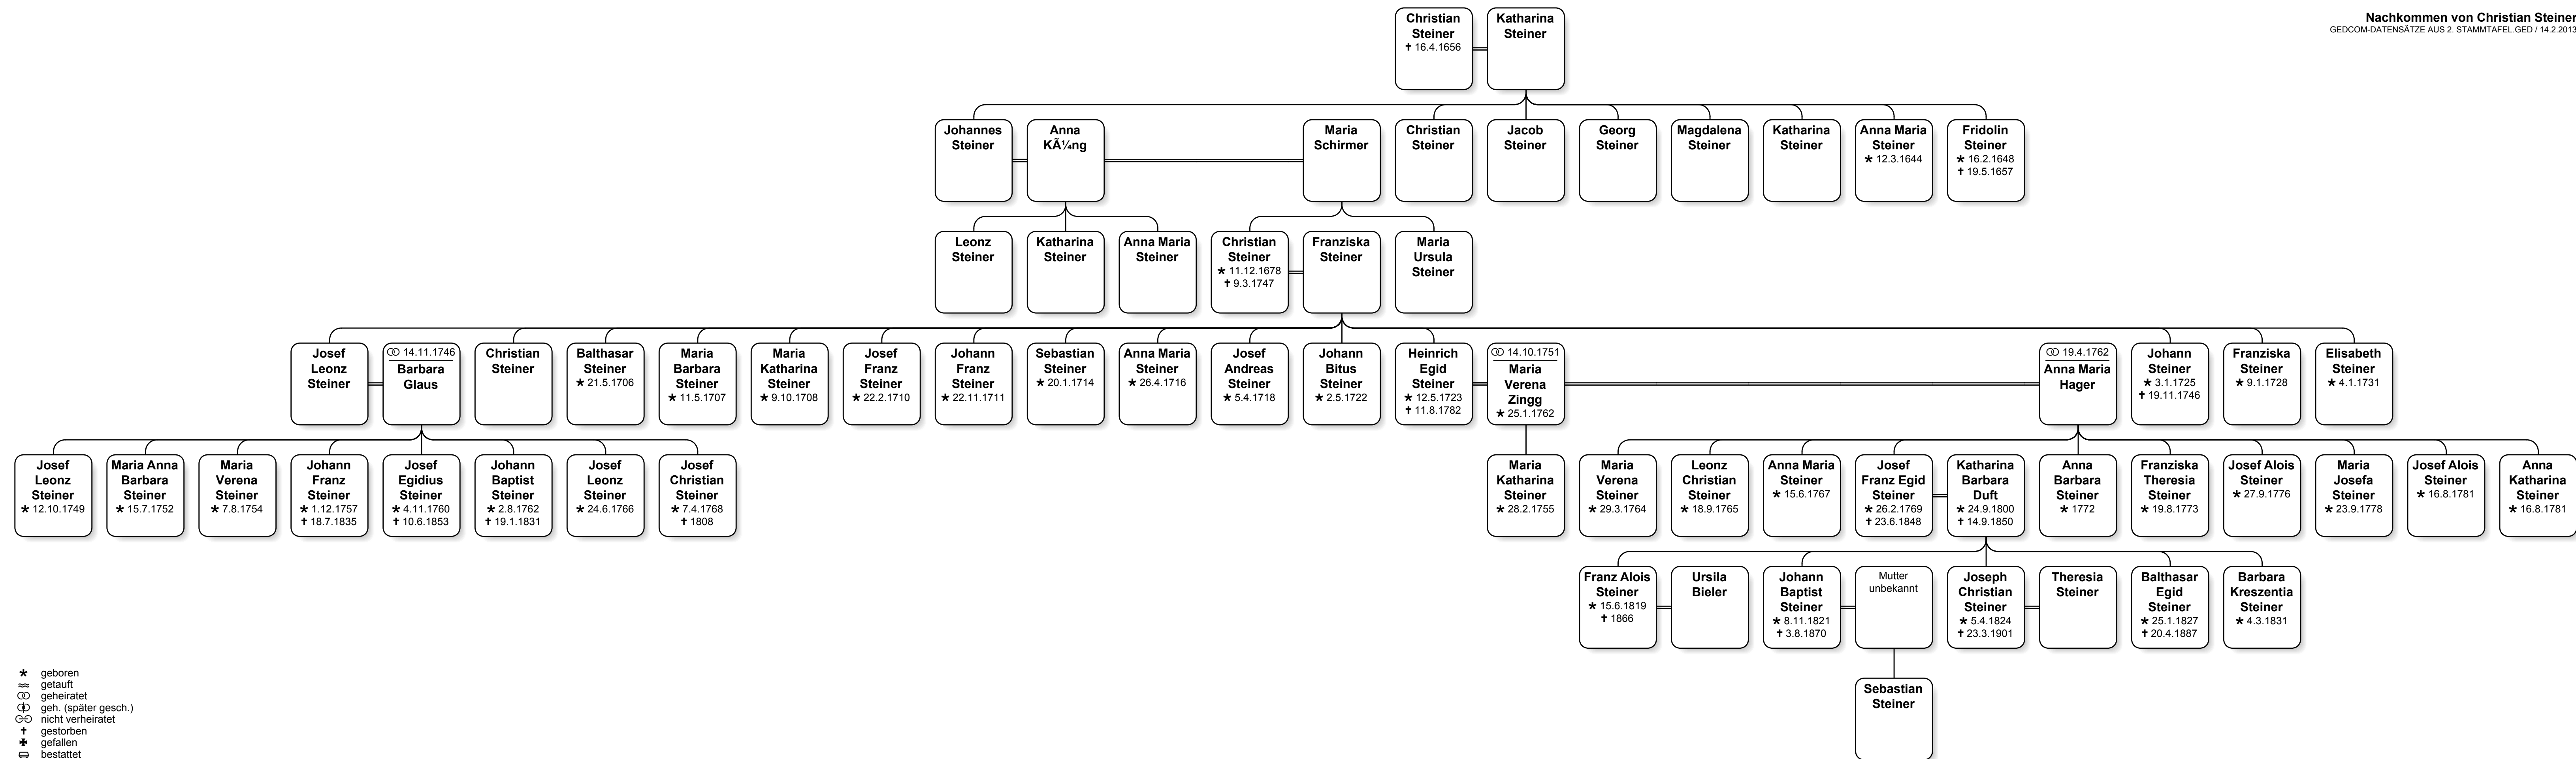 Nachkommen von Christian Steiner
GEDCOM-DATENSÄTZE AUS 2. STAMMTAFEL.GED / 14.2.2013
Christian
Steiner
✝ 16.4.1656
Katharina
Steiner
Johannes
Steiner
Anna
KÃ¼ng
Maria
Schirmer
Christian
Steiner
Jacob
Steiner
Georg
Steiner
Magdalena
Steiner
Katharina
Steiner
Anna Maria
Steiner
★ 12.3.1644
Fridolin
Steiner
★ 16.2.1648
✝ 19.5.1657
Leonz
Steiner
Katharina
Steiner
Anna Maria
Steiner
Christian
Steiner
★ 11.12.1678
✝ 9.3.1747
Franziska
Steiner
Maria
Ursula
Steiner
Josef
Leonz
Steiner
⚭ 14.11.1746
Barbara
Glaus
Christian
Steiner
Balthasar
Steiner
★ 21.5.1706
Maria
Barbara
Steiner
★ 11.5.1707
Maria
Katharina
Steiner
★ 9.10.1708
Josef
Franz
Steiner
★ 22.2.1710
Johann
Franz
Steiner
★ 22.11.1711
Sebastian
Steiner
★ 20.1.1714
Anna Maria
Steiner
★ 26.4.1716
Josef
Andreas
Steiner
★ 5.4.1718
Johann
Bitus
Steiner
★ 2.5.1722
Heinrich
Egid
Steiner
★ 12.5.1723
✝ 11.8.1782
⚭ 14.10.1751
Maria
Verena
Zingg
★ 25.1.1762
⚭ 19.4.1762
Anna Maria
Hager
Johann
Steiner
★ 3.1.1725
✝ 19.11.1746
Franziska
Steiner
★ 9.1.1728
Elisabeth
Steiner
★ 4.1.1731
Josef
Leonz
Steiner
★ 12.10.1749
Maria Anna
Barbara
Steiner
★ 15.7.1752
Maria
Verena
Steiner
★ 7.8.1754
Johann
Franz
Steiner
★ 1.12.1757
✝ 18.7.1835
Josef
Egidius
Steiner
★ 4.11.1760
✝ 10.6.1853
Johann
Baptist
Steiner
★ 2.8.1762
✝ 19.1.1831
Josef
Leonz
Steiner
★ 24.6.1766
Josef
Christian
Steiner
★ 7.4.1768
✝ 1808
Maria
Katharina
Steiner
★ 28.2.1755
Maria
Verena
Steiner
★ 29.3.1764
Leonz
Christian
Steiner
★ 18.9.1765
Anna Maria
Steiner
★ 15.6.1767
Josef
Franz Egid
Steiner
★ 26.2.1769
✝ 23.6.1848
Katharina
Barbara
Duft
★ 24.9.1800
✝ 14.9.1850
Anna
Barbara
Steiner
★ 1772
Franziska
Theresia
Steiner
★ 19.8.1773
Josef Alois
Steiner
★ 27.9.1776
Maria
Josefa
Steiner
★ 23.9.1778
Josef Alois
Steiner
★ 16.8.1781
Anna
Katharina
Steiner
★ 16.8.1781
Franz Alois
Steiner
★ 15.6.1819
✝ 1866
Ursila
Bieler
Johann
Baptist
Steiner
★ 8.11.1821
✝ 3.8.1870
Mutter
unbekannt
Joseph
Christian
Steiner
★ 5.4.1824
✝ 23.3.1901
Theresia
Steiner
Balthasar
Egid
Steiner
★ 25.1.1827
✝ 20.4.1887
Barbara
Kreszentia
Steiner
★ 4.3.1831
Sebastian
Steiner
★ geboren
≈ getauft
⚭ geheiratet
geh. (später gesch.)
nicht verheiratet
✝ gestorben
✠ gefallen
bestattet